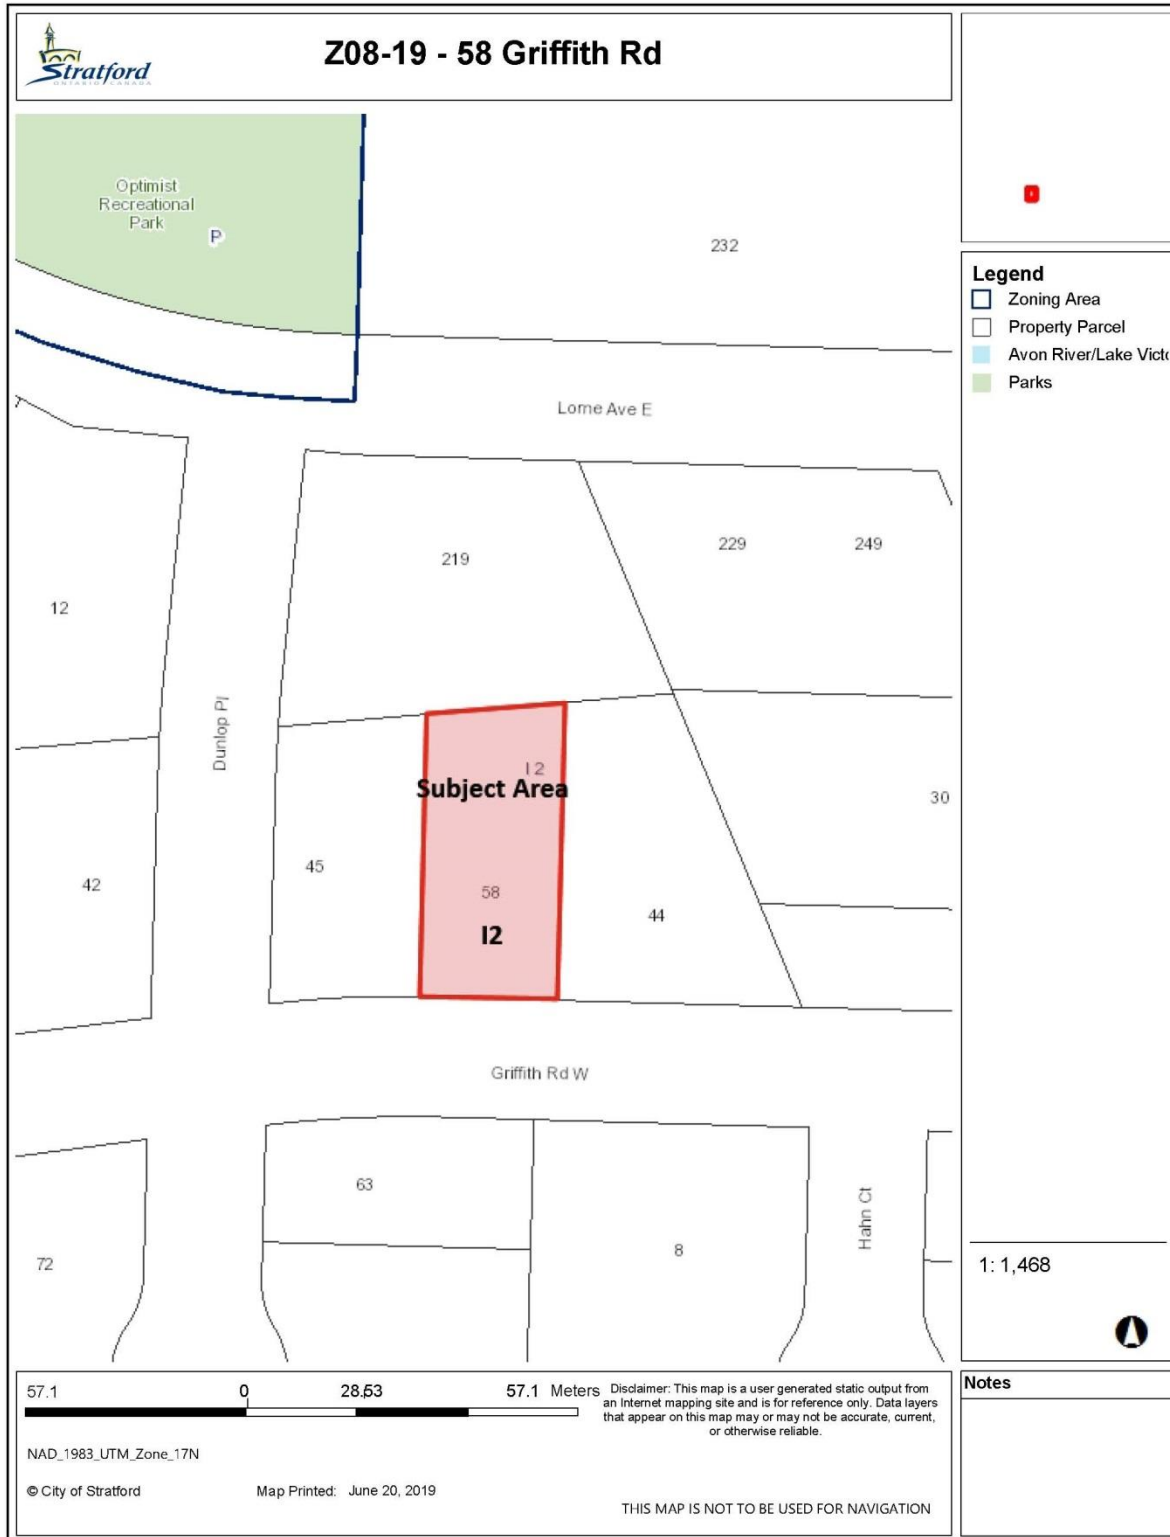 Stratford
ONTARIO CANADA
Z08-19 - 58 Griffith Rd
Optimist
Recreational
Park
P
232
Lorne Ave E
219
229
249
12
Dunlop Pl
I 2
Subject Area
30
45
42
58
44
I2
Griffith Rd W
63
Hahn Ct
8
72
Legend
Zoning Area
Property Parcel
Avon River/Lake Victo
Parks
1: 1,468
57.1 0 28.53 57.1 Meters
NAD_1983_UTM_Zone_17N
© City of Stratford
Map Printed: June 20, 2019
Disclaimer: This map is a user generated static output from
an Internet mapping site and is for reference only. Data layers
that appear on this map may or may not be accurate, current,
or otherwise reliable.
THIS MAP IS NOT TO BE USED FOR NAVIGATION
Notes